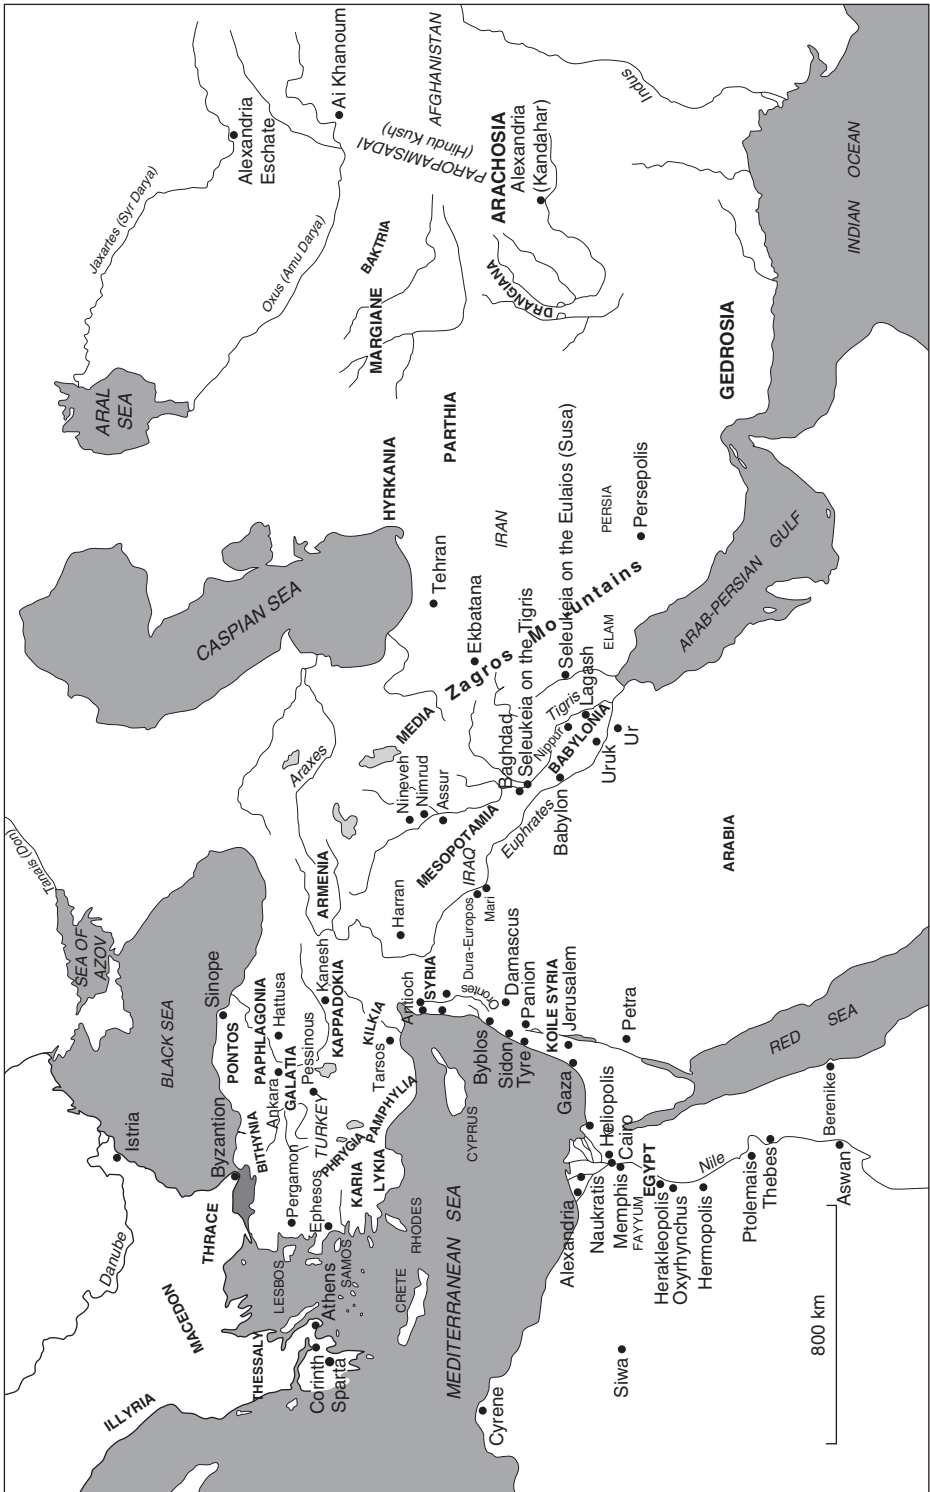 ILLYRIA
MACEDON
THRACE
Danube
Istria
Byzantion
BLACK SEA
SEA OF
AZOV
Tanais (Don)
Sinope
PONTOS
PAPHLAGONIA
BITHYNIA
Hattusa
Ankara
GALATIA
Pessinous
TURKEY
Kanesh
KAPPADOKIA
ARMENIA
Araxes
CASPIAN SEA
ARAL
SEA
Jaxartes (Syr Darya)
Alexandria
Eschate
Oxus (Amu Darya)
Ai Khanoum
AFGHANISTAN
PAROPAMISADAI
(Hindu Kush)
BAKTRIA
MARGIANE
HYRKANIA
PARTHIA
ARACHOSIA
Alexandria
(Kandahar)
DRANGIANA
Indus
GEDROSIA
INDIAN OCEAN
THESSALY
LESBOS
Pergamon
Ephesos
PHRYGIA
KARIA
LYKIA
PAMPHYLIA
KILKIA
Tarsos
SAMOS
Athens
Corinth
Sparta
CRETE
RHODES
CYPRUS
MEDITERRANEAN SEA
Antioch
SYRIA
Orontes
Harran
Nineveh
Nimrud
Assur
MEDIA
MESOPOTAMIA
IRAQ
Dura-Europos
Mari
Euphrates
Baghdad
Seleukeia on the Tigris
Nippur
Tigris
BABYLONIA
Babylon
Lagash
Uruk
Ur
Zagros Mountains
Ekbatana
Tehran
IRAN
Seleukeia on the Eulaios (Susa)
ELAM
PERSIA
Persepolis
ARAB-PERSIAN GULF
Byblos
Sidon
Tyre
Damascus
Panion
KOILE SYRIA
Jerusalem
Gaza
Petra
ARABIA
RED SEA
Cyrene
Siwa
Alexandria
Naukratis
Heliopolis
Cairo
Memphis
FAYYUM
EGYPT
Herakleopolis
Oxyrhynchus
Hermopolis
Nile
Ptolemais
Thebes
Berenike
Aswan
800 km